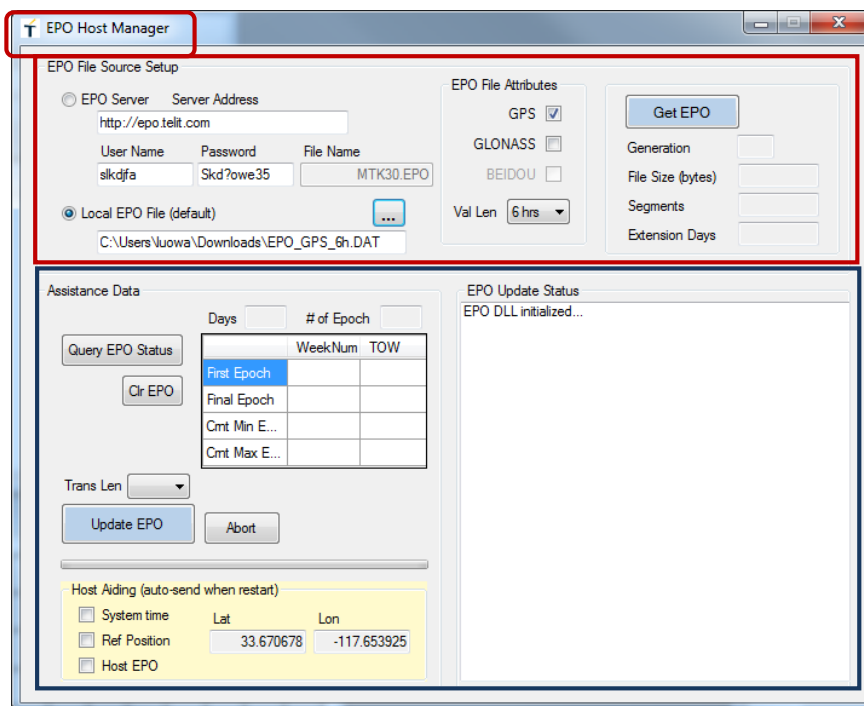 EPO Host Manager
EPO File Source Setup
EPO Server Server Address
http://epo.telit.com
User Name Password File Name
slkdjfa Skd?owe35 MTK30.EPO
Local EPO File (default) ...
C:\Users\luowa\Downloads\EPO_GPS_6h.DAT
EPO File Attributes
GPS
GLONASS
BEIDOU
Val Len 6 hrs
Get EPO
Generation
File Size (bytes)
Segments
Extension Days
Assistance Data
Days # of Epoch
Query EPO Status
Clr EPO
WeekNum TOW
First Epoch
Final Epoch
Cmt Min E...
Cmt Max E...
Trans Len
Update EPO Abort
Host Aiding (auto-send when restart)
System time Lat Lon
Ref Position 33.670678 -117.653925
Host EPO
EPO Update Status
EPO DLL initialized...